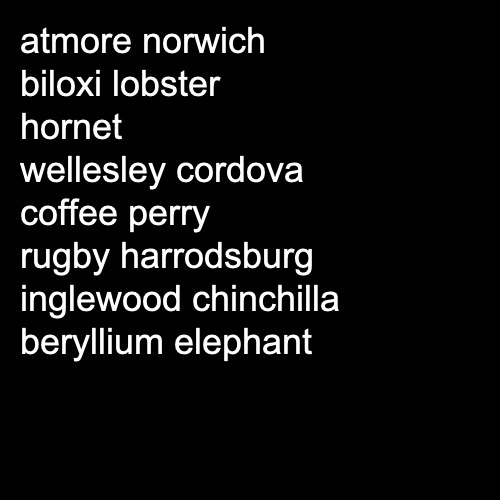 atmore norwich
biloxi lobster
hornet
wellesley cordova
coffee perry
rugby harrodsburg
inglewood chinchilla
beryllium elephant